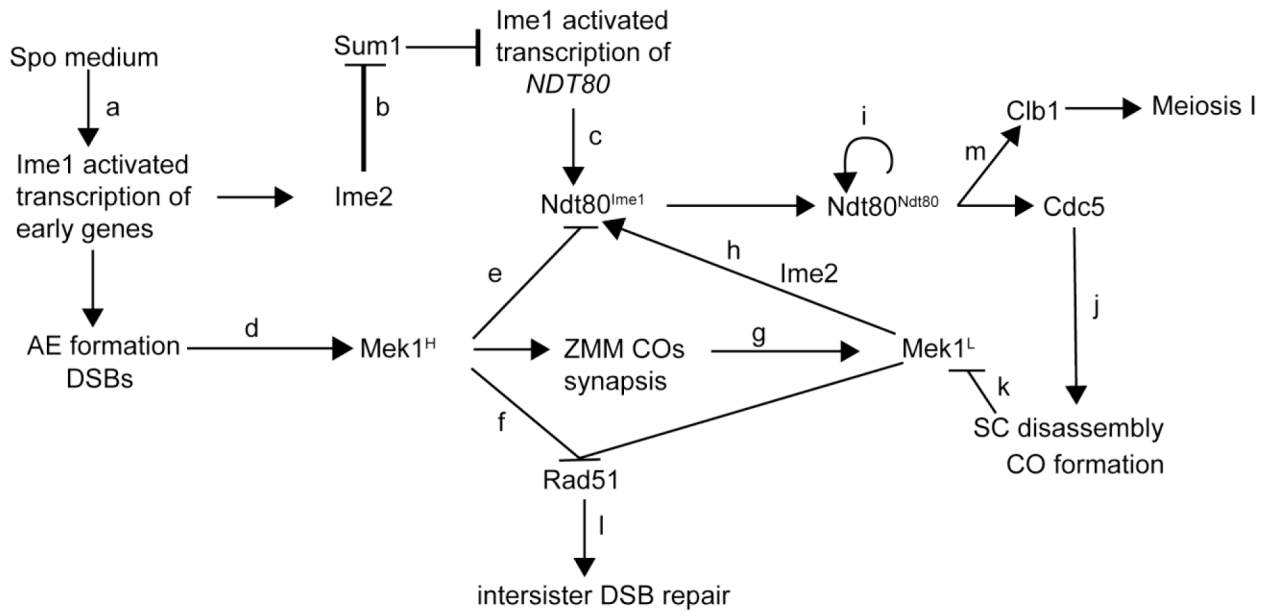 Spo medium
a
Ime1 activated
transcription of
early genes
Sum1
b
Ime2
Ime1 activated
transcription of
NDT80
c
Ndt80Ime1
i
Ndt80Ndt80
m
Clb1
Meiosis I
Cdc5
e
h
Ime2
j
AE formation
DSBs
d
Mek1H
ZMM COs
synapsis
g
Mek1L
k
f
SC disassembly
CO formation
Rad51
l
intersister DSB repair